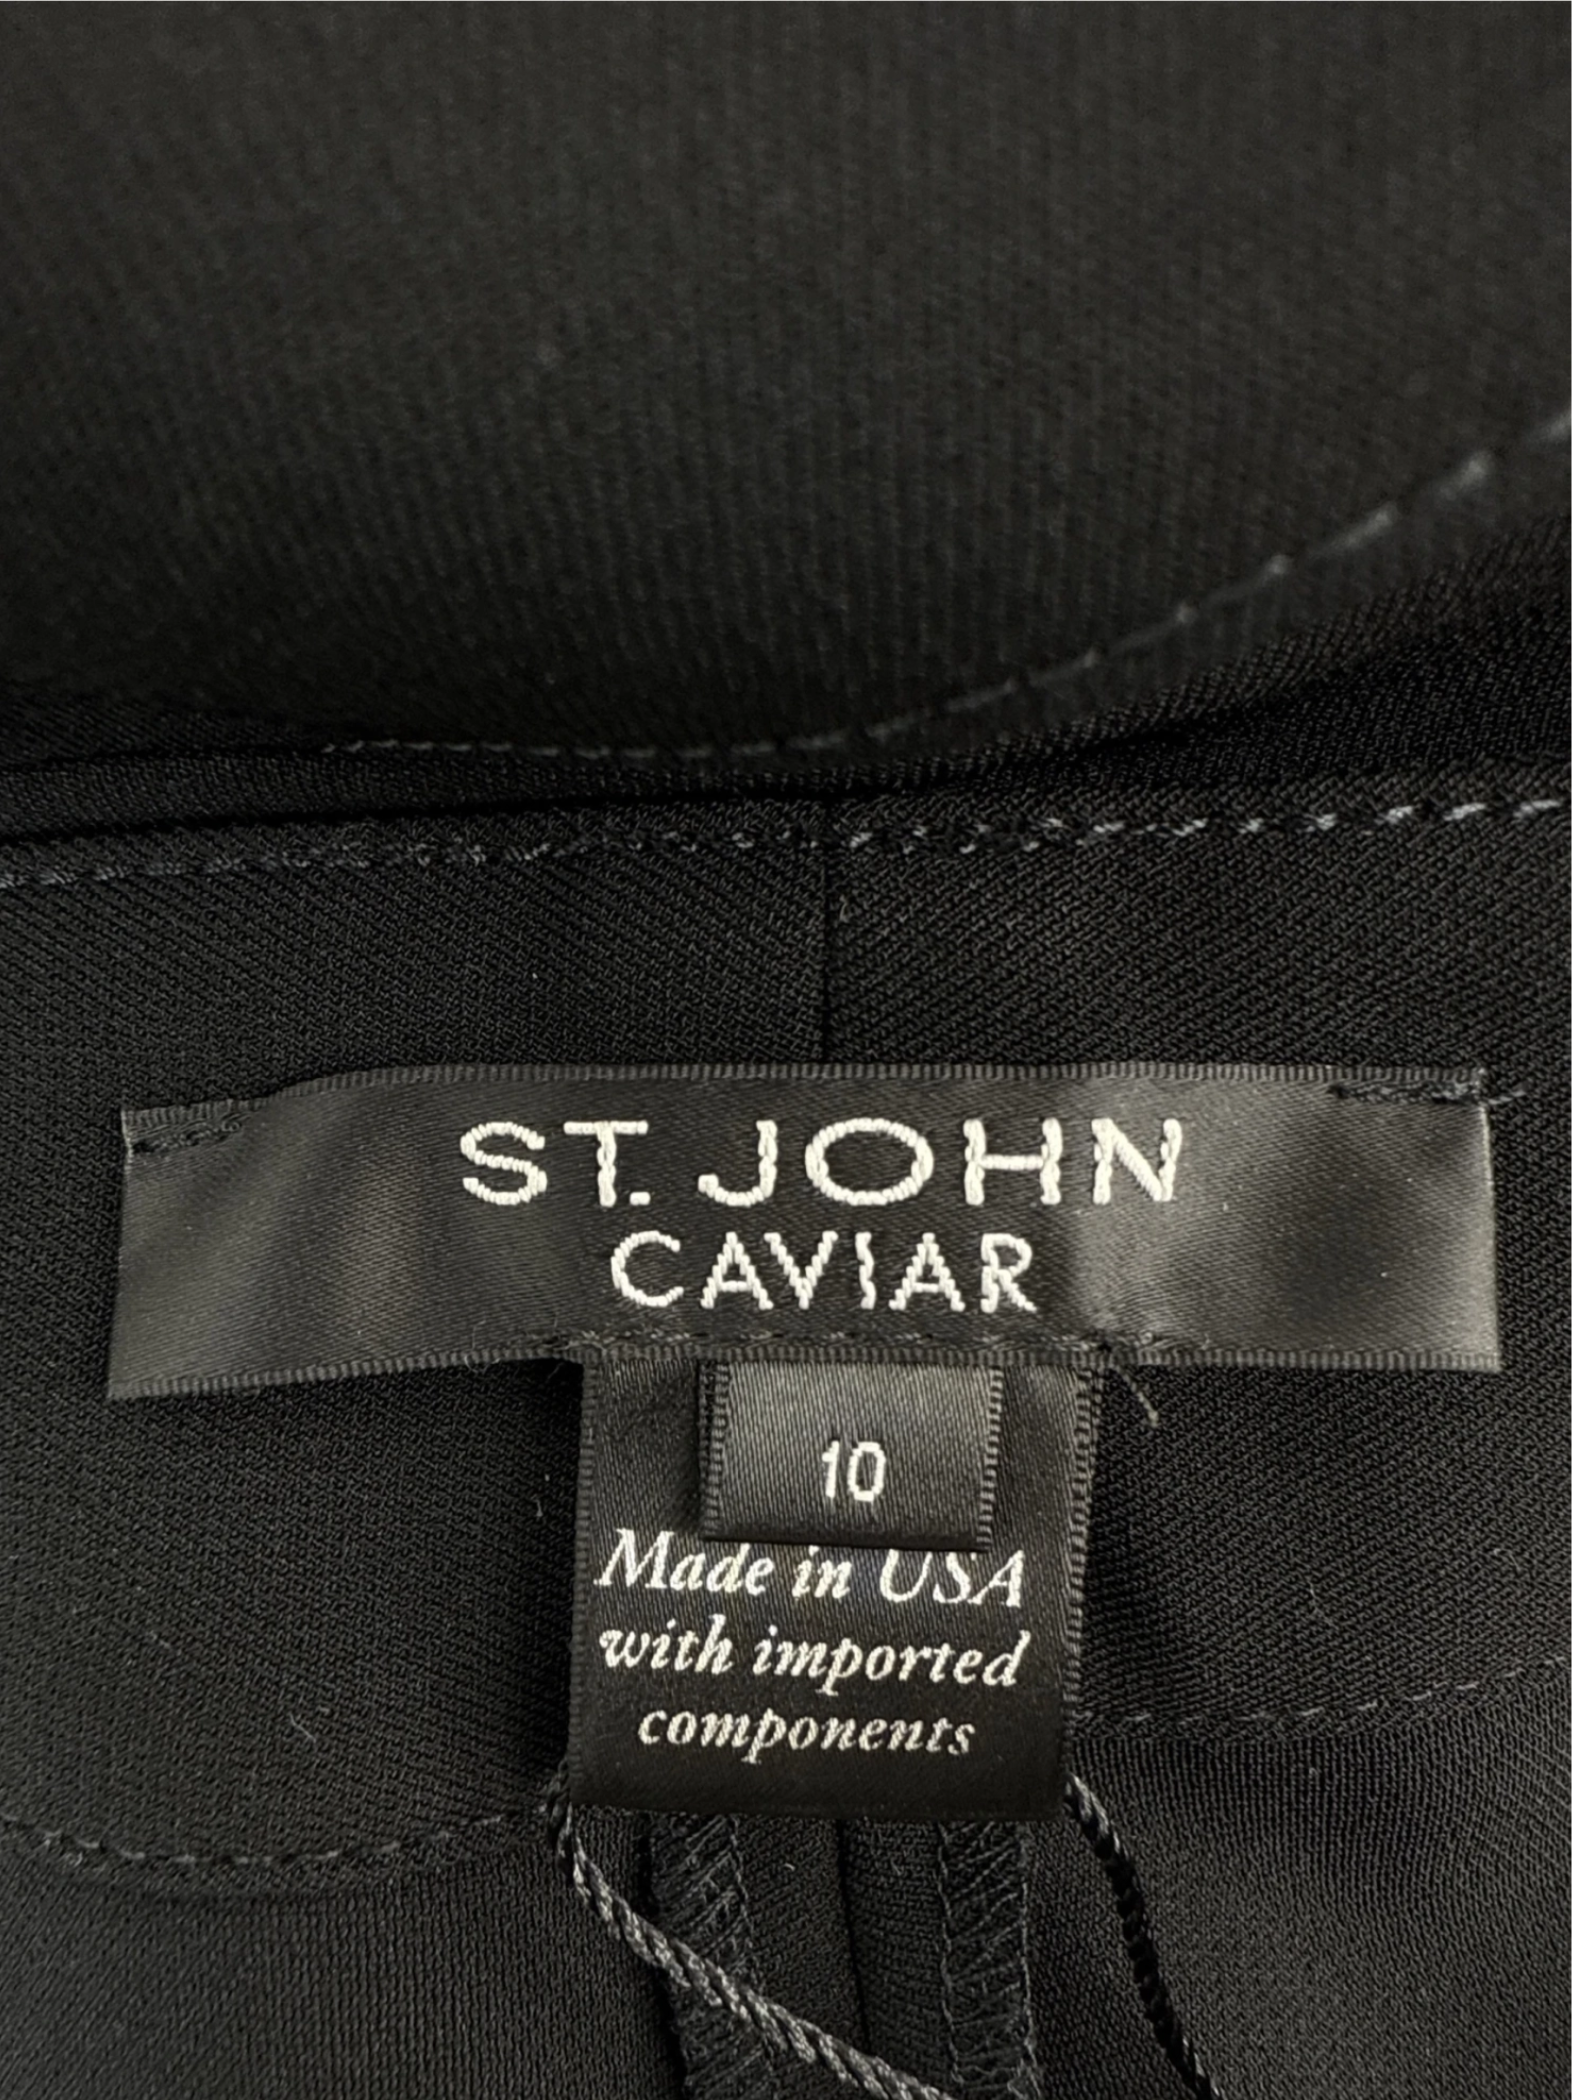 ST. JOHN
CAVIAR
10
Made in USA
with imported
components